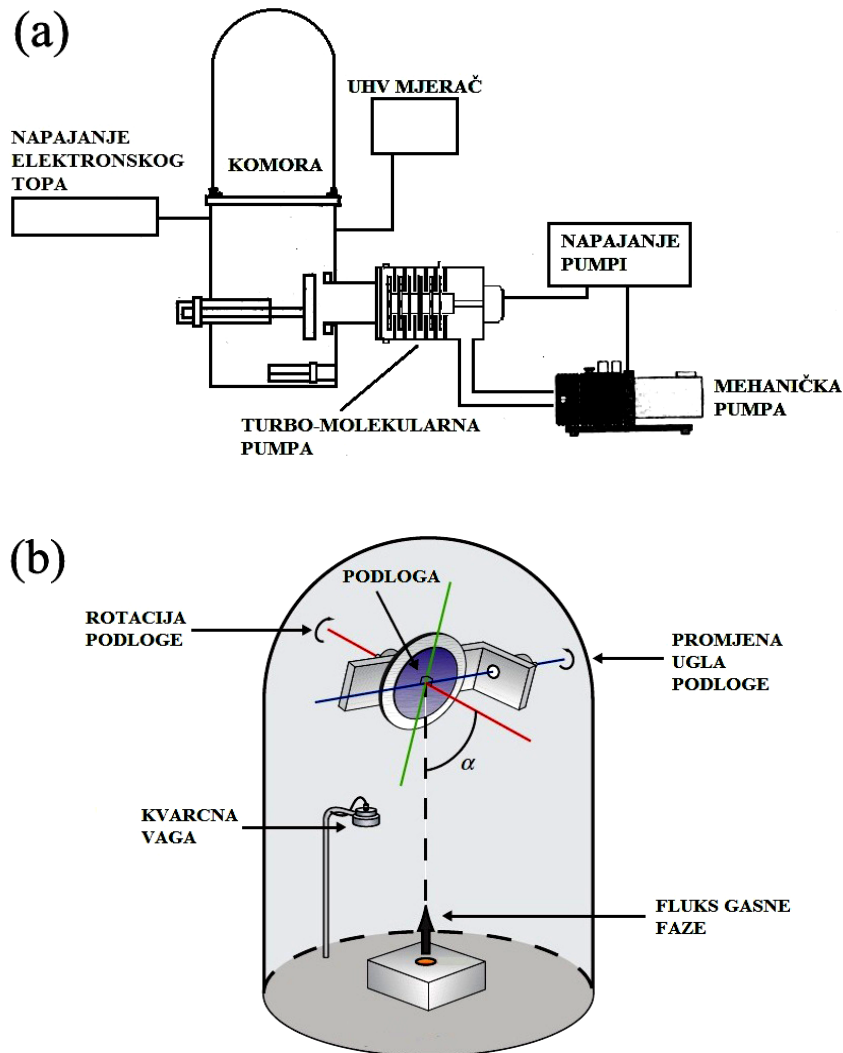 (a)
UHV MJERAČ
NAPAJANJE
ELEKTRONSKOG
TOPA
KOMORA
NAPAJANJE
PUMPI
MEHANIČKA
PUMPA
TURBO-MOLEKULARNA
PUMPA
(b)
PODLOGA
ROTACIJA
PODLOGE
PROMJENA
UGLA
PODLOGE
α
KVARCNA
VAGA
FLUKS GASNE
FAZE